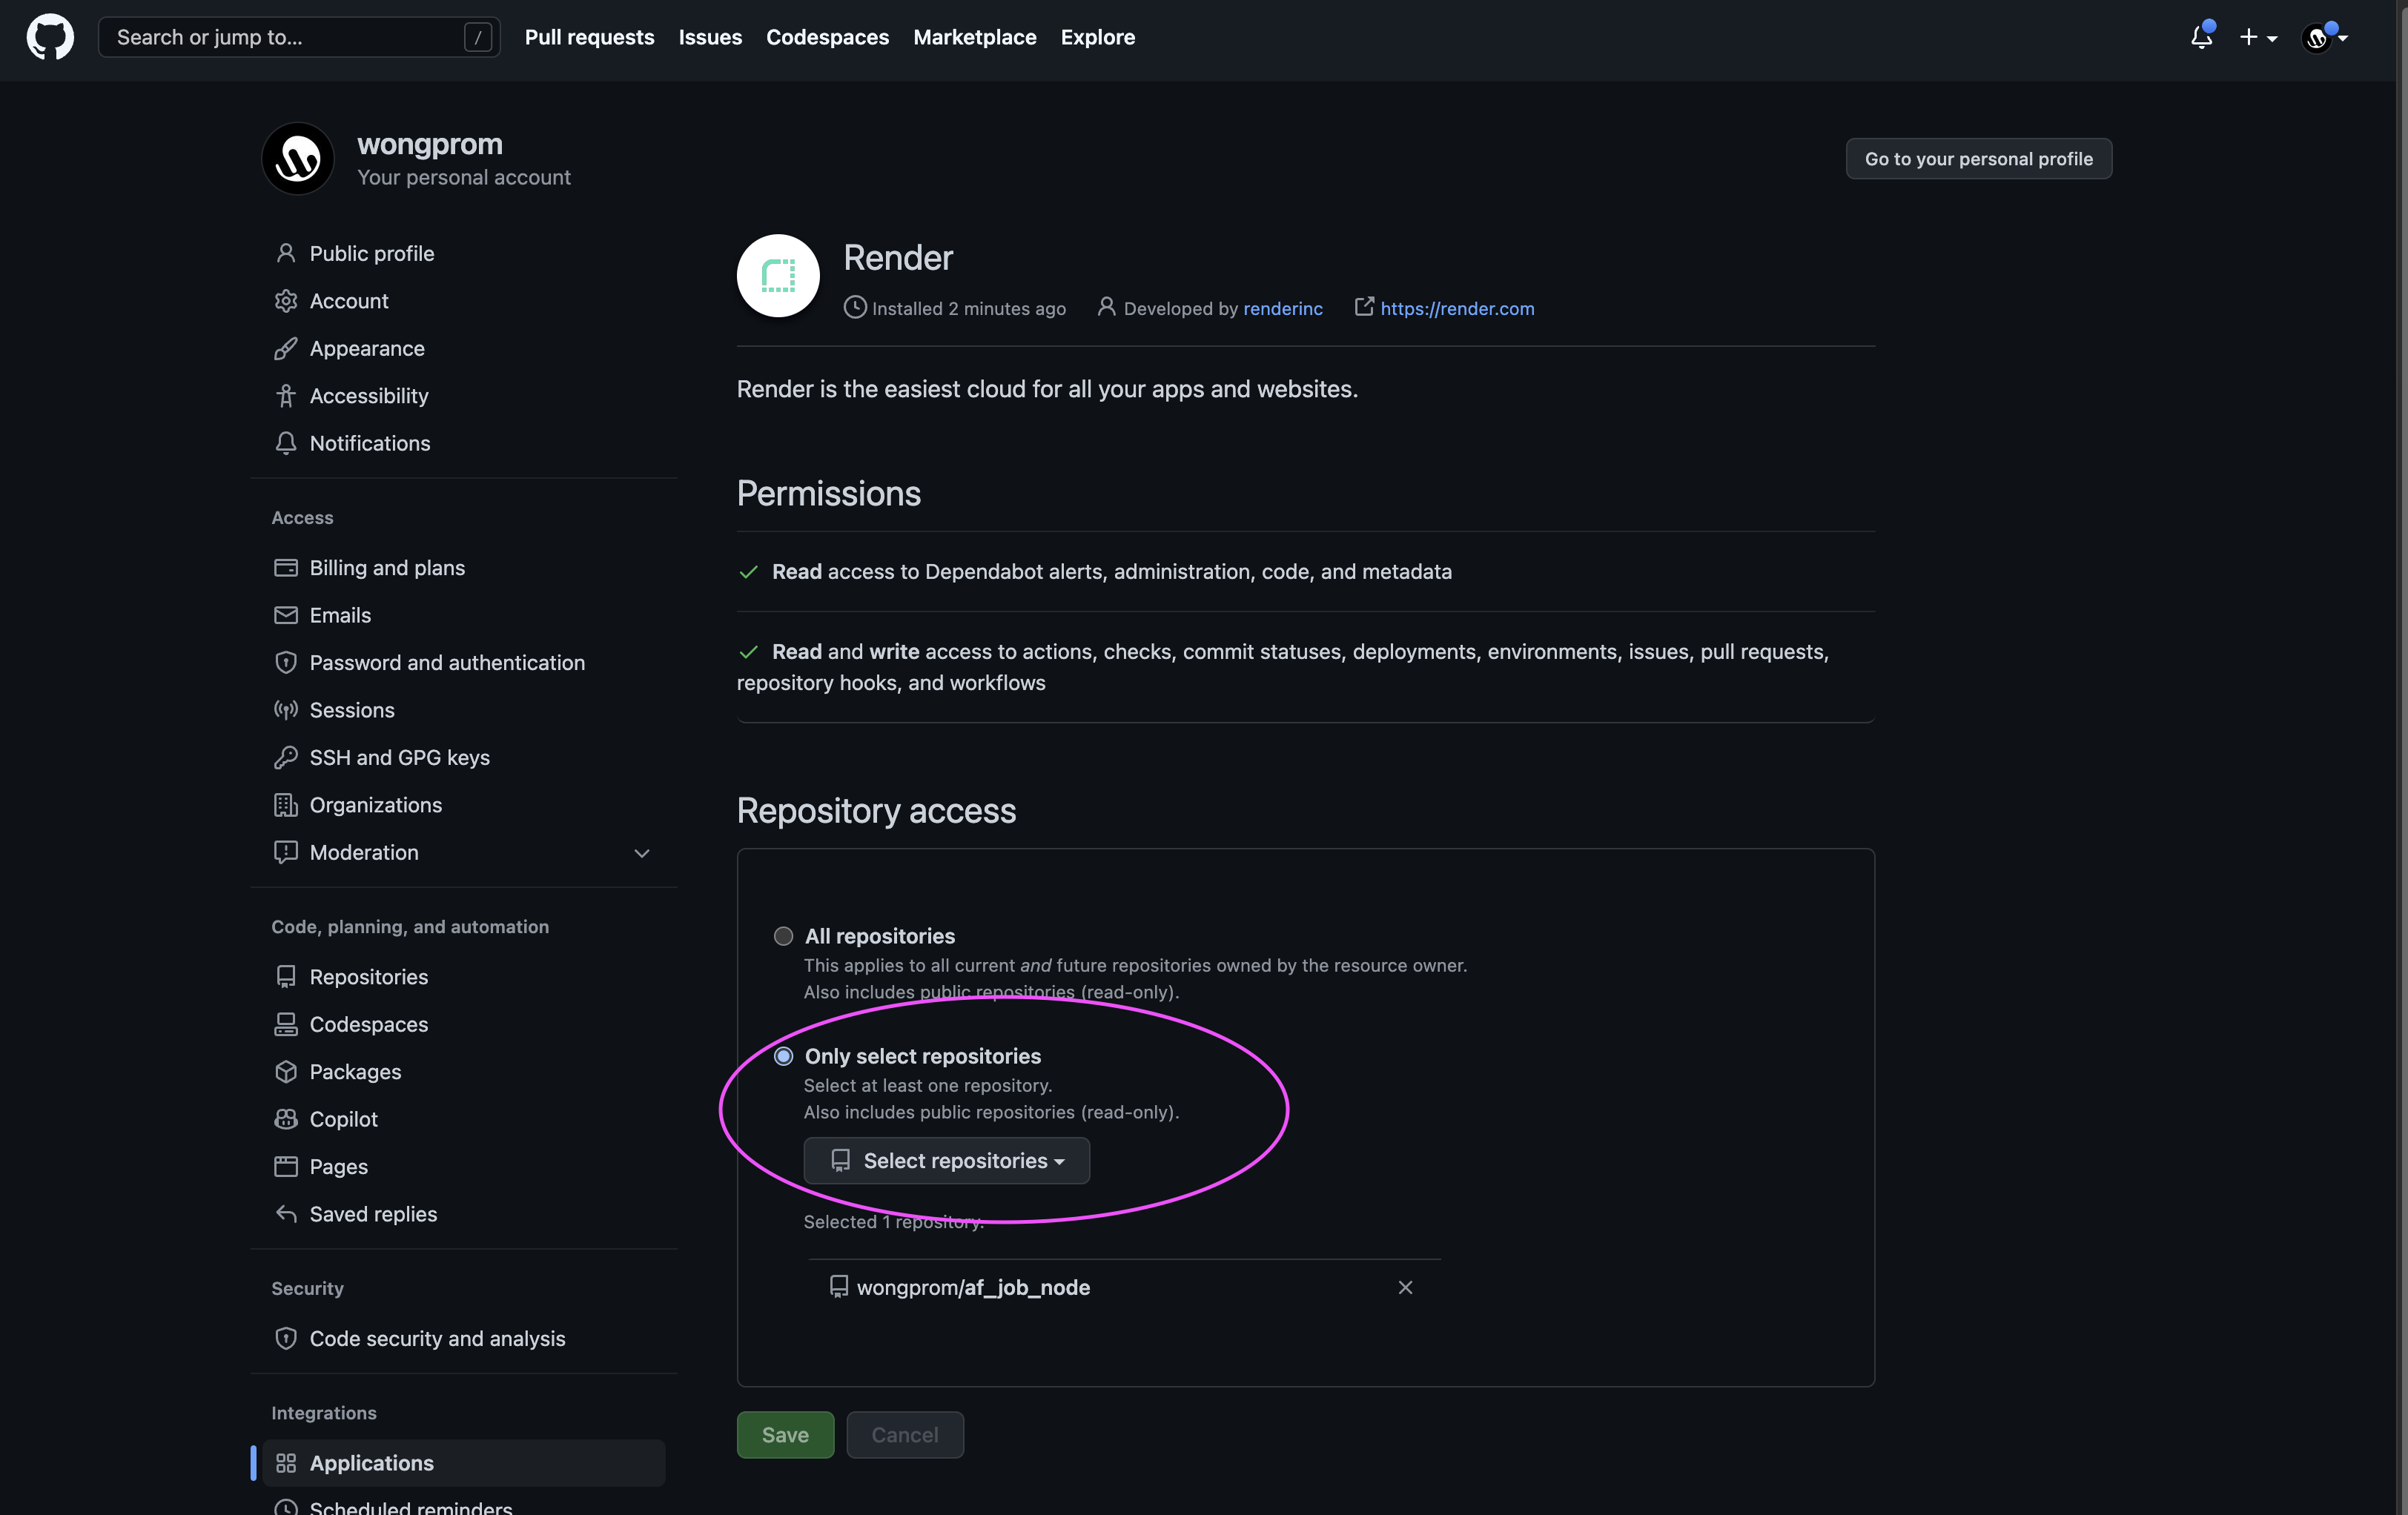 Search or jump to... /
Pull requests Issues Codespaces Marketplace Explore
wongprom
Your personal account
Go to your personal profile
Public profile
Account
Appearance
Accessibility
Notifications
Access
Billing and plans
Emails
Password and authentication
Sessions
SSH and GPG keys
Organizations
Moderation
Code, planning, and automation
Repositories
Codespaces
Packages
Copilot
Pages
Saved replies
Security
Code security and analysis
Integrations
Applications
Scheduled reminders
Render
Installed 2 minutes ago Developed by renderinc https://render.com
Render is the easiest cloud for all your apps and websites.
Permissions
Read access to Dependabot alerts, administration, code, and metadata
Read and write access to actions, checks, commit statuses, deployments, environments, issues, pull requests,
repository hooks, and workflows
Repository access
All repositories
This applies to all current and future repositories owned by the resource owner.
Also includes public repositories (read-only).
Only select repositories
Select at least one repository.
Also includes public repositories (read-only).
Select repositories
Selected 1 repository.
wongprom/af_job_node
Save Cancel